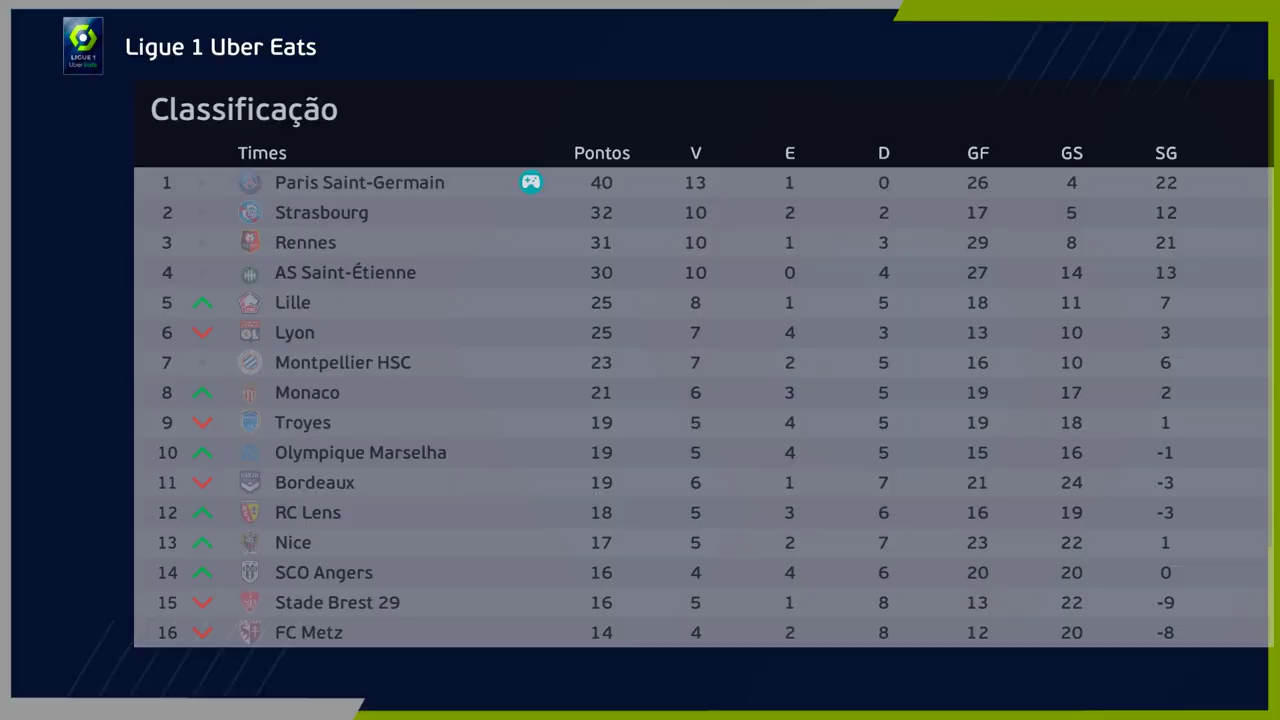 LIGUE 1
Uber Eats
Ligue 1 Uber Eats
Classificação
Times Pontos V E D GF GS SG
1 Paris Saint-Germain 40 13 1 0 26 4 22
2 Strasbourg 32 10 2 2 17 5 12
3 Rennes 31 10 1 3 29 8 21
4 AS Saint-Étienne 30 10 0 4 27 14 13
5 Lille 25 8 1 5 18 11 7
6 Lyon 25 7 4 3 13 10 3
7 Montpellier HSC 23 7 2 5 16 10 6
8 Monaco 21 6 3 5 19 17 2
9 Troyes 19 5 4 5 19 18 1
10 Olympique Marselha 19 5 4 5 15 16 -1
11 Bordeaux 19 6 1 7 21 24 -3
12 RC Lens 18 5 3 6 16 19 -3
13 Nice 17 5 2 7 23 22 1
14 SCO Angers 16 4 4 6 20 20 0
15 Stade Brest 29 16 5 1 8 13 22 -9
16 FC Metz 14 4 2 8 12 20 -8